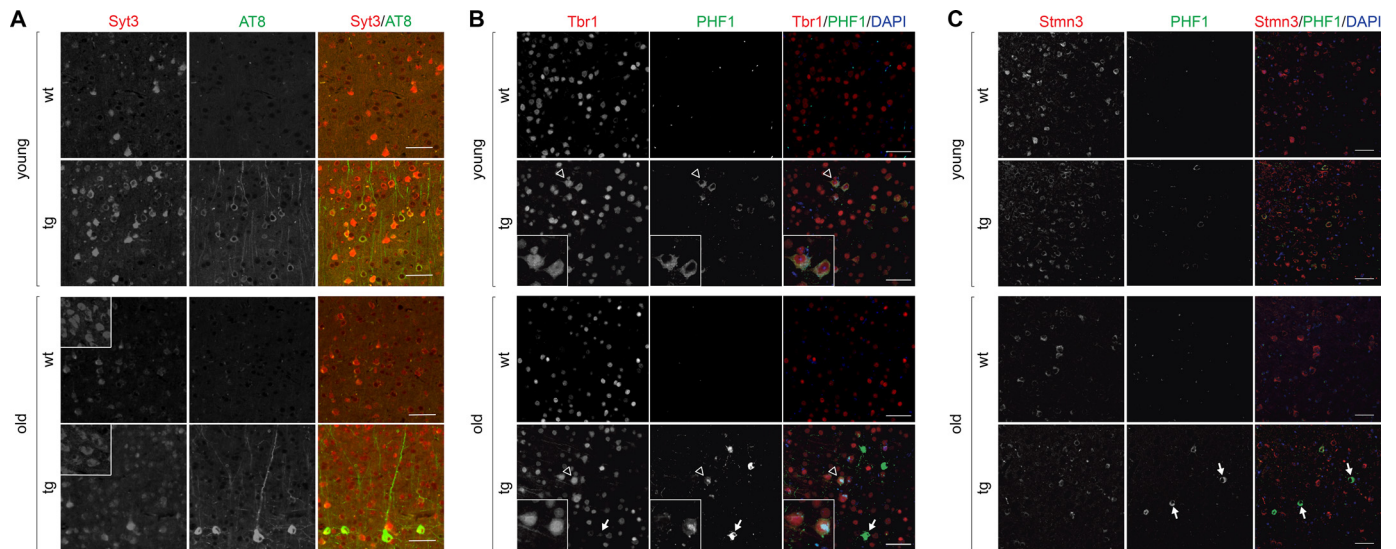 A
Syt3
AT8
Syt3/AT8
young
wt
tg
old
wt
tg
B
Tbr1
PHF1
Tbr1/PHF1/DAPI
young
wt
tg
old
wt
tg
C
Stmn3
PHF1
Stmn3/PHF1/DAPI
young
wt
tg
old
wt
tg